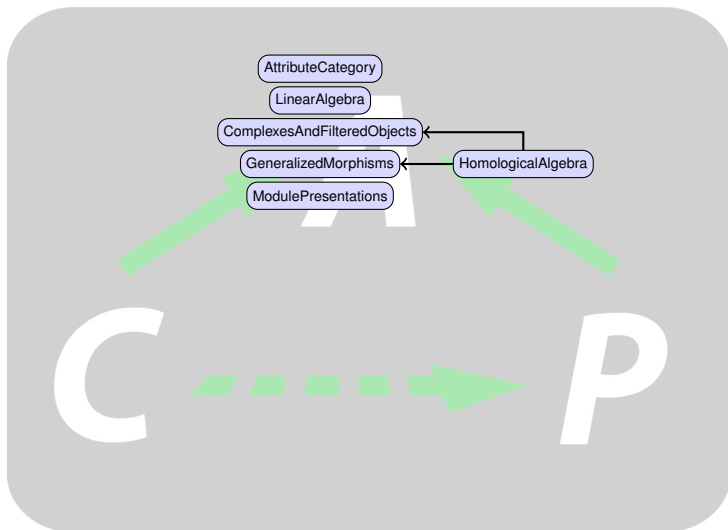 AttributeCategory
LinearAlgebra
ComplexesAndFilteredObjects
GeneralizedMorphisms
HomologicalAlgebra
ModulePresentations
A
C
P